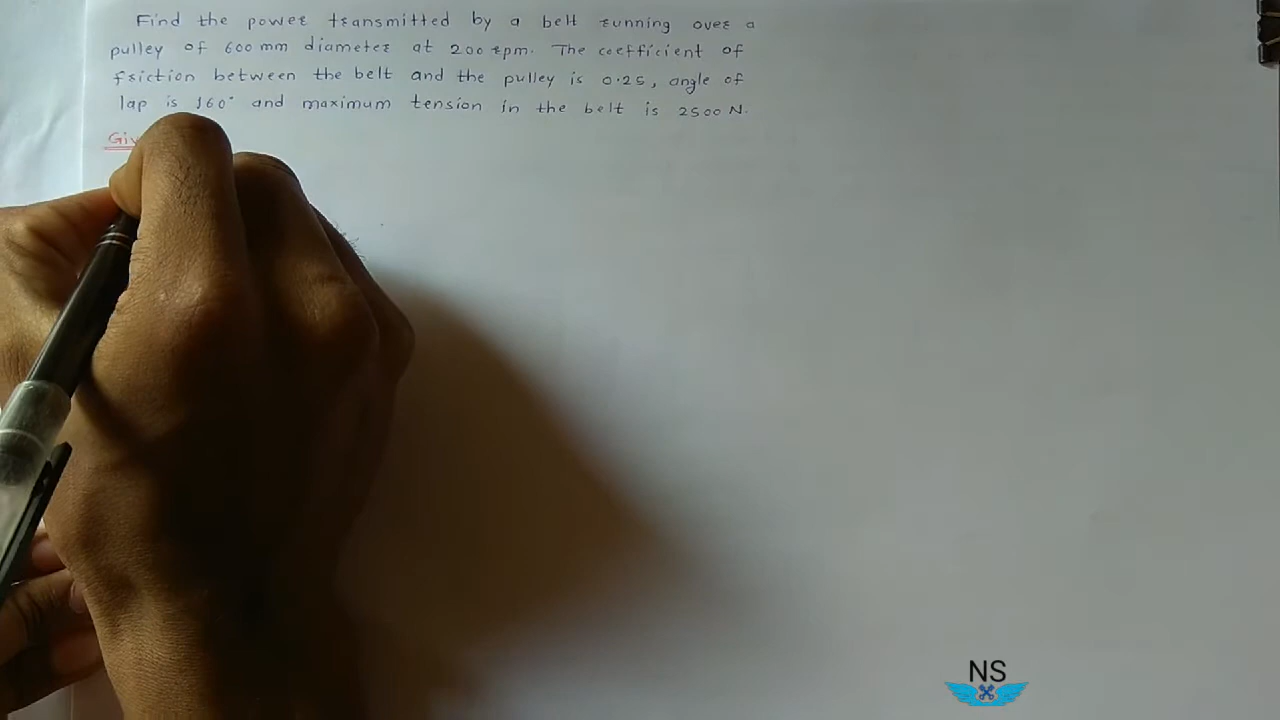 Find the power transmitted by a belt running over a
pulley of 600 mm diameter at 200 rpm. The coefficient of
friction between the belt and the pulley is 0.25, angle of
lap is 160° and maximum tension in the belt is 2500 N.
Giv
NS